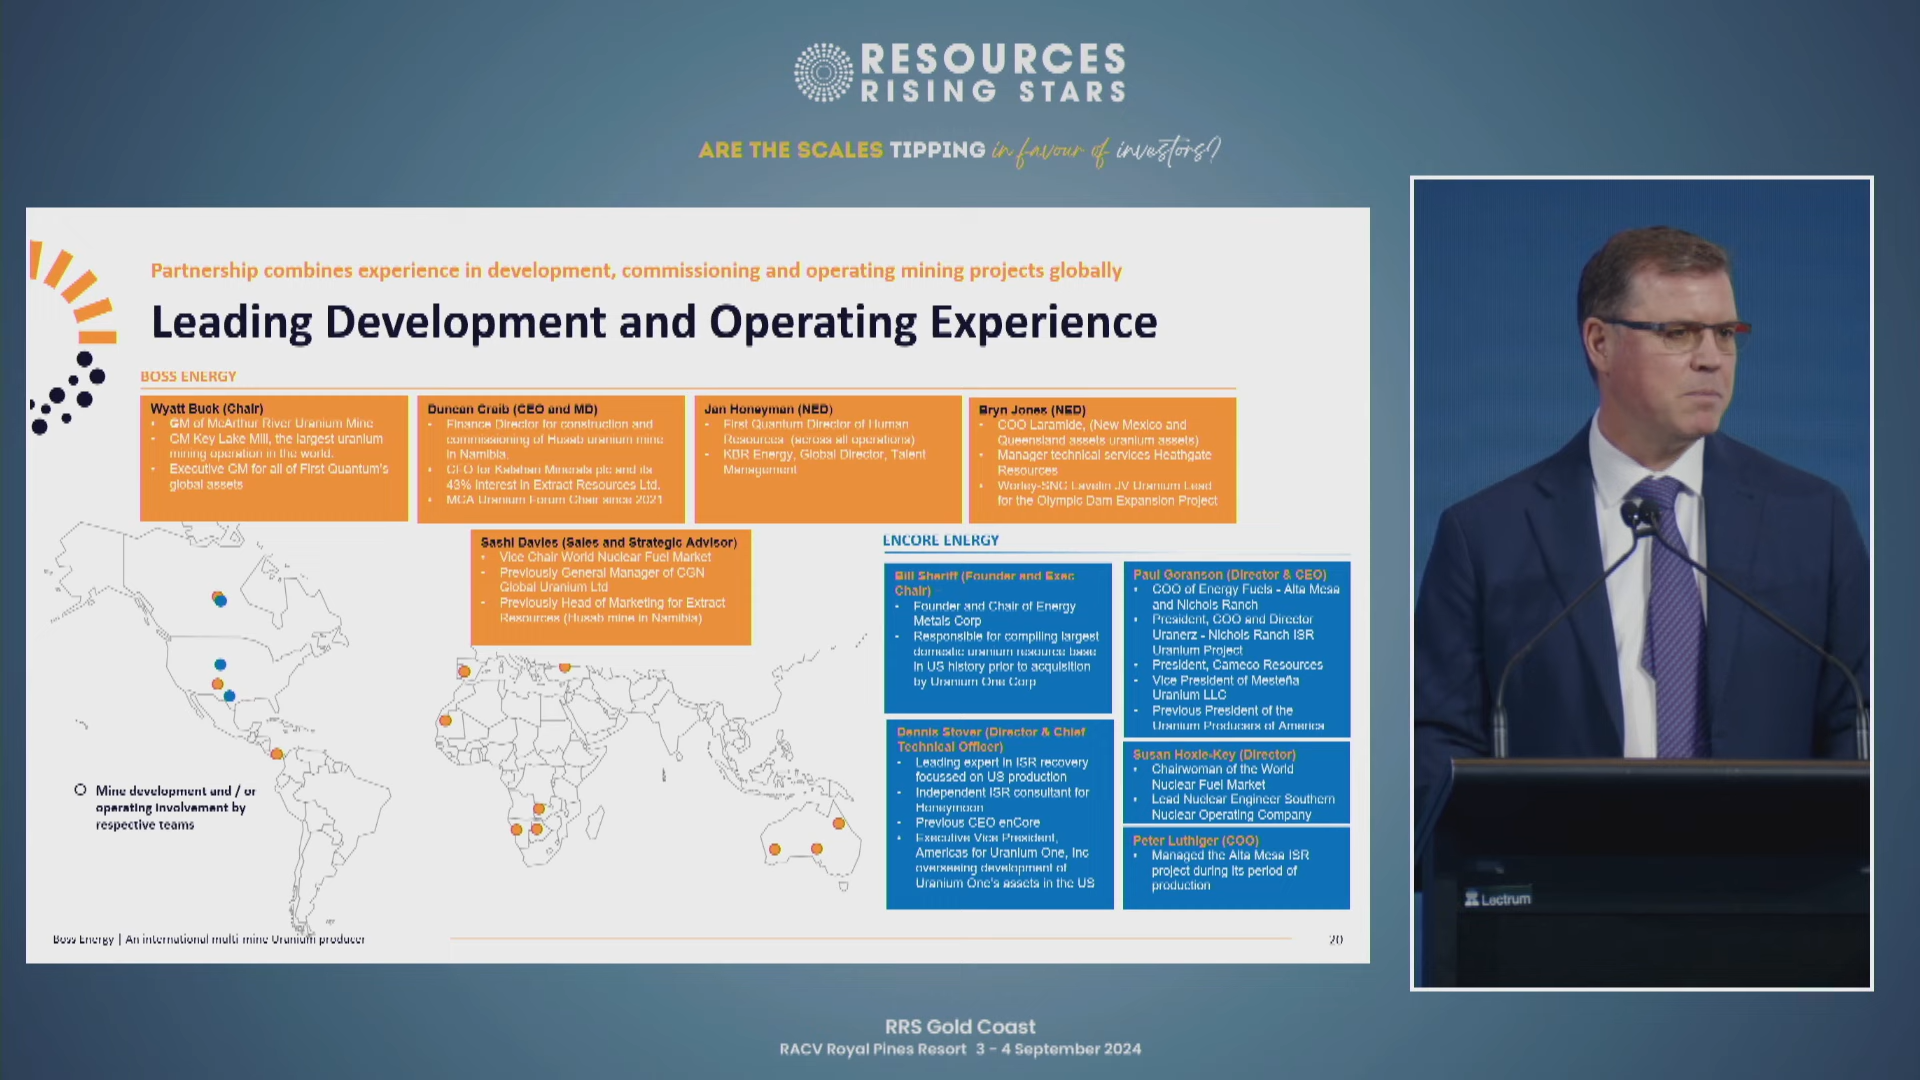 RESOURCES
RISING STARS
ARE THE SCALES TIPPING in favour of investors?
Partnership combines experience in development, commissioning and operating mining projects globally
Leading Development and Operating Experience
BOSS ENERGY
Wyatt Buck (Chair)
• GM of McArthur River Uranium Mine
• GM Key Lake Mill, the largest uranium
mining operation in the world.
• Executive GM for all of First Quantum's
global assets
Duncan Craib (CEO and MD)
• Finance Director for construction and
commissioning of Husab uranium mine
in Namibia.
• CFO for Kalahari Minerals plc and its
43% interest in Extract Resources Ltd.
• MCA Uranium Forum Chair since 2021
Jan Honeyman (NED)
• First Quantum Director of Human
Resources (across all operations)
• KBR Energy, Global Director, Talent
Management
Bryn Jones (NED)
• COO Laramide, (New Mexico and
Queensland assets uranium assets)
• Manager technical services Heathgate
Resources
• Worley-SNC Lavelin JV Uranium Lead
for the Olympic Dam Expansion Project
Sashi Davies (Sales and Strategic Advisor)
• Vice Chair World Nuclear Fuel Market
• Previously General Manager of CGN
Global Uranium Ltd
• Previously Head of Marketing for Extract
Resources (Husab mine in Namibia)
ENCORE ENERGY
Bill Sheriff (Founder and Exec
Chair)
• Founder and Chair of Energy
Metals Corp
• Responsible for compiling largest
domestic uranium resource base
in US history prior to acquisition
by Uranium One Corp
Paul Goranson (Director & CEO)
• COO of Energy Fuels - Alta Mesa
and Nichols Ranch
• President, COO and Director
Uranerz - Nichols Ranch ISR
Uranium Project
• President, Cameco Resources
• Vice President of Mesteña
Uranium LLC
• Previous President of the
Uranium Producers of America
Dennis Stover (Director & Chief
Technical Officer)
• Leading expert in ISR recovery
focussed on US production
• Independent ISR consultant for
Honeymoon
• Previous CEO enCore
• Executive Vice President,
Americas for Uranium One, Inc
overseeing development of
Uranium One's assets in the US
Susan Hoxie-Key (Director)
• Chairwoman of the World
Nuclear Fuel Market
• Lead Nuclear Engineer Southern
Nuclear Operating Company
Peter Luthiger (COO)
• Managed the Alta Mesa ISR
project during its period of
production
Mine development and / or
operating involvement by
respective teams
Boss Energy | An international multi mine Uranium producer
20
Lectrum
RRS Gold Coast
RACV Royal Pines Resort 3 - 4 September 2024